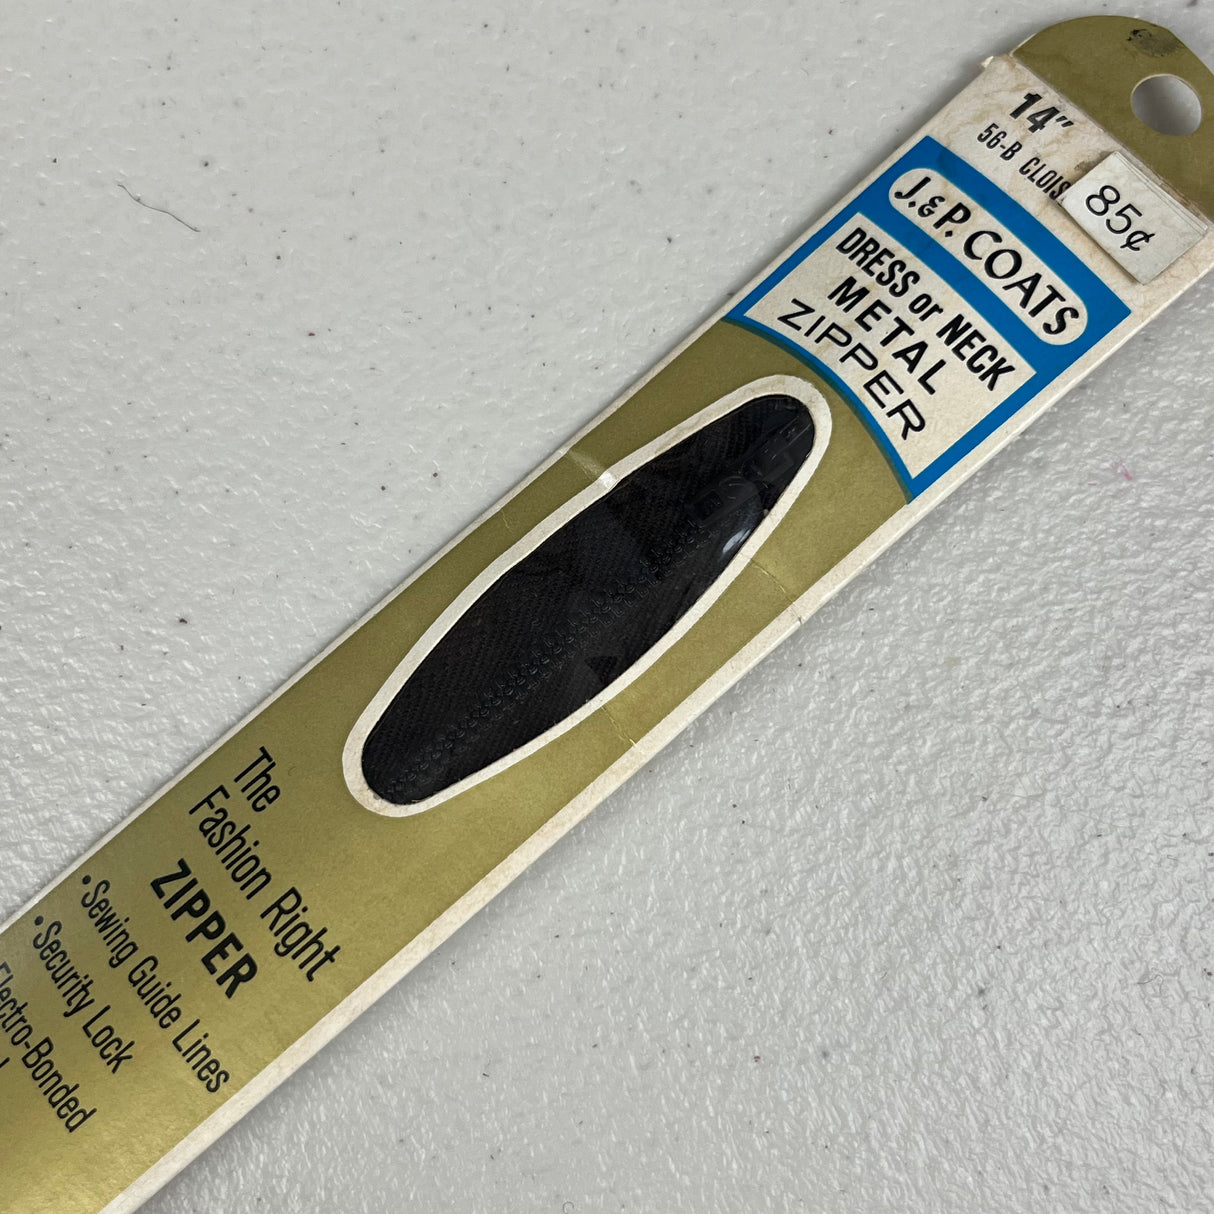 14"
56-B CLOIS
85¢
J.&P. COATS
DRESS or NECK
METAL
ZIPPER
The
Fashion Right
ZIPPER
•Sewing Guide Lines
•Security Lock
Electro-Bonded